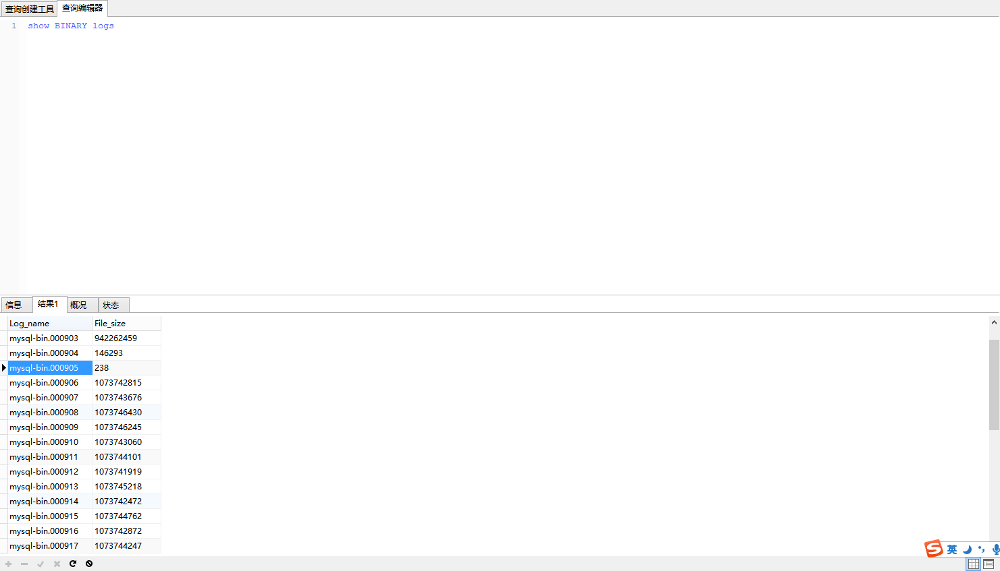 查询创建工具 查询编辑器
1 show BINARY logs
信息 结果1 概况 状态
Log_name File_size
mysql-bin.000903 942262459
mysql-bin.000904 146293
mysql-bin.000905 238
mysql-bin.000906 1073742815
mysql-bin.000907 1073743676
mysql-bin.000908 1073746430
mysql-bin.000909 1073746245
mysql-bin.000910 1073743060
mysql-bin.000911 1073744101
mysql-bin.000912 1073741919
mysql-bin.000913 1073745218
mysql-bin.000914 1073742472
mysql-bin.000915 1073744762
mysql-bin.000916 1073742872
mysql-bin.000917 1073744247
S 英